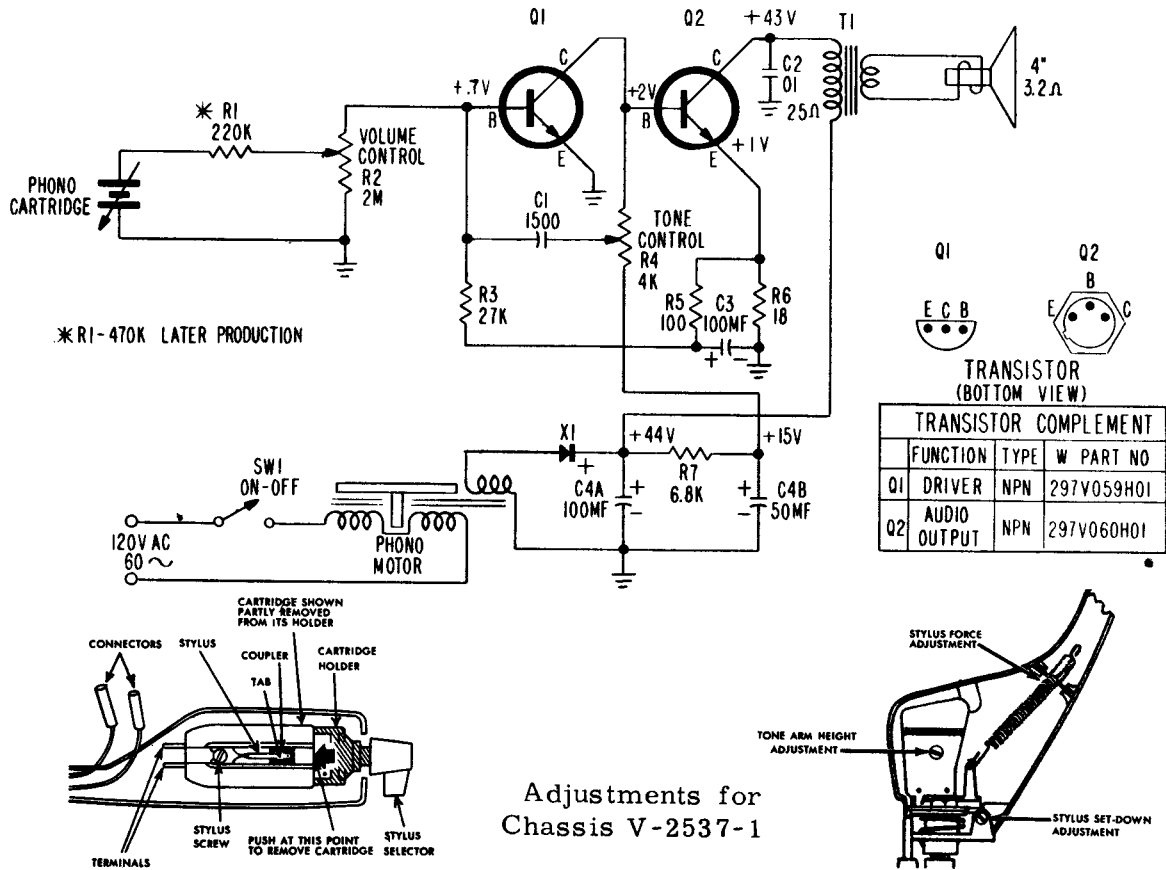 Q1
Q2
+43V
T1
C
C
C2
01
4"
3.2Ω
+.7V
+2V
B
B
25Ω
* R1
220K
VOLUME
CONTROL
R2
2M
E
E
+1V
PHONO
CARTRIDGE
C1
1500
TONE
CONTROL
R4
4K
R3
27K
R5
100
C3
100MF
R6
18
+
-
* R1-470K LATER PRODUCTION
Q1
E C B
Q2
B
E
C
TRANSISTOR
(BOTTOM VIEW)
TRANSISTOR COMPLEMENT
FUNCTION TYPE W PART NO
Q1 DRIVER NPN 297V059H01
Q2 AUDIO OUTPUT NPN 297V060H01
X1
+
+44V
+15V
R7
6.8K
SW1
ON-OFF
+
C4A
100MF
-
+
C4B
50MF
-
120V AC
60 ~
PHONO
MOTOR
CARTRIDGE SHOWN
PARTLY REMOVED
FROM ITS HOLDER
CONNECTORS
STYLUS
COUPLER
TAB
CARTRIDGE
HOLDER
TERMINALS
STYLUS
SCREW
PUSH AT THIS POINT
TO REMOVE CARTRIDGE
STYLUS
SELECTOR
Adjustments for
Chassis V-2537-1
STYLUS FORCE
ADJUSTMENT
TONE ARM HEIGHT
ADJUSTMENT
STYLUS SET-DOWN
ADJUSTMENT